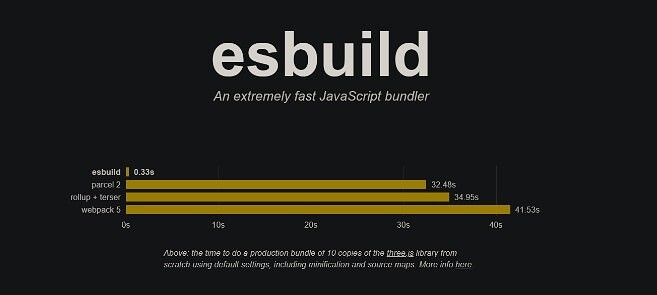 esbuild
An extremely fast JavaScript bundler
esbuild 0.33s
parcel 2 32.48s
rollup + terser 34.95s
webpack 5 41.53s
0s 10s 20s 30s 40s
Above: the time to do a production bundle of 10 copies of the three.js library from
scratch using default settings, including minification and source maps. More info here